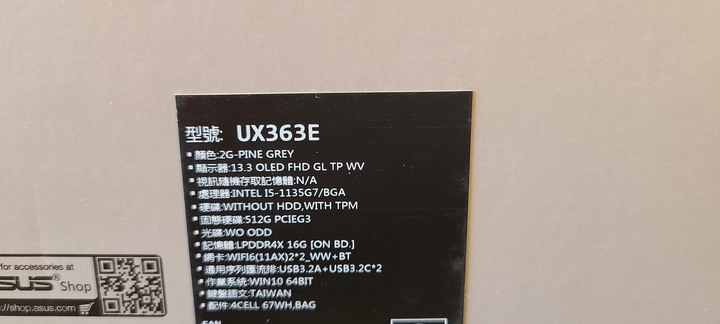 型號: UX363E
▪ 顏色:2G-PINE GREY
▪ 顯示器:13.3 OLED FHD GL TP WV
▪ 視訊隨機存取記憶體:N/A
▪ 處理器:INTEL I5-1135G7/BGA
▪ 硬碟:WITHOUT HDD,WITH TPM
▪ 固態硬碟:512G PCIEG3
▪ 光碟:WO ODD
▪ 記憶體:LPDDR4X 16G [ON BD.]
▪ 網卡:WIFI6(11AX)2*2_WW+BT
▪ 通用序列匯流排:USB3.2A+USB3.2C*2
▪ 作業系統:WIN10 64BIT
▪ 鍵盤語文:TAIWAN
▪ 配件:4CELL 67WH,BAG
for accessories at
SUS® Shop
//shop.asus.com